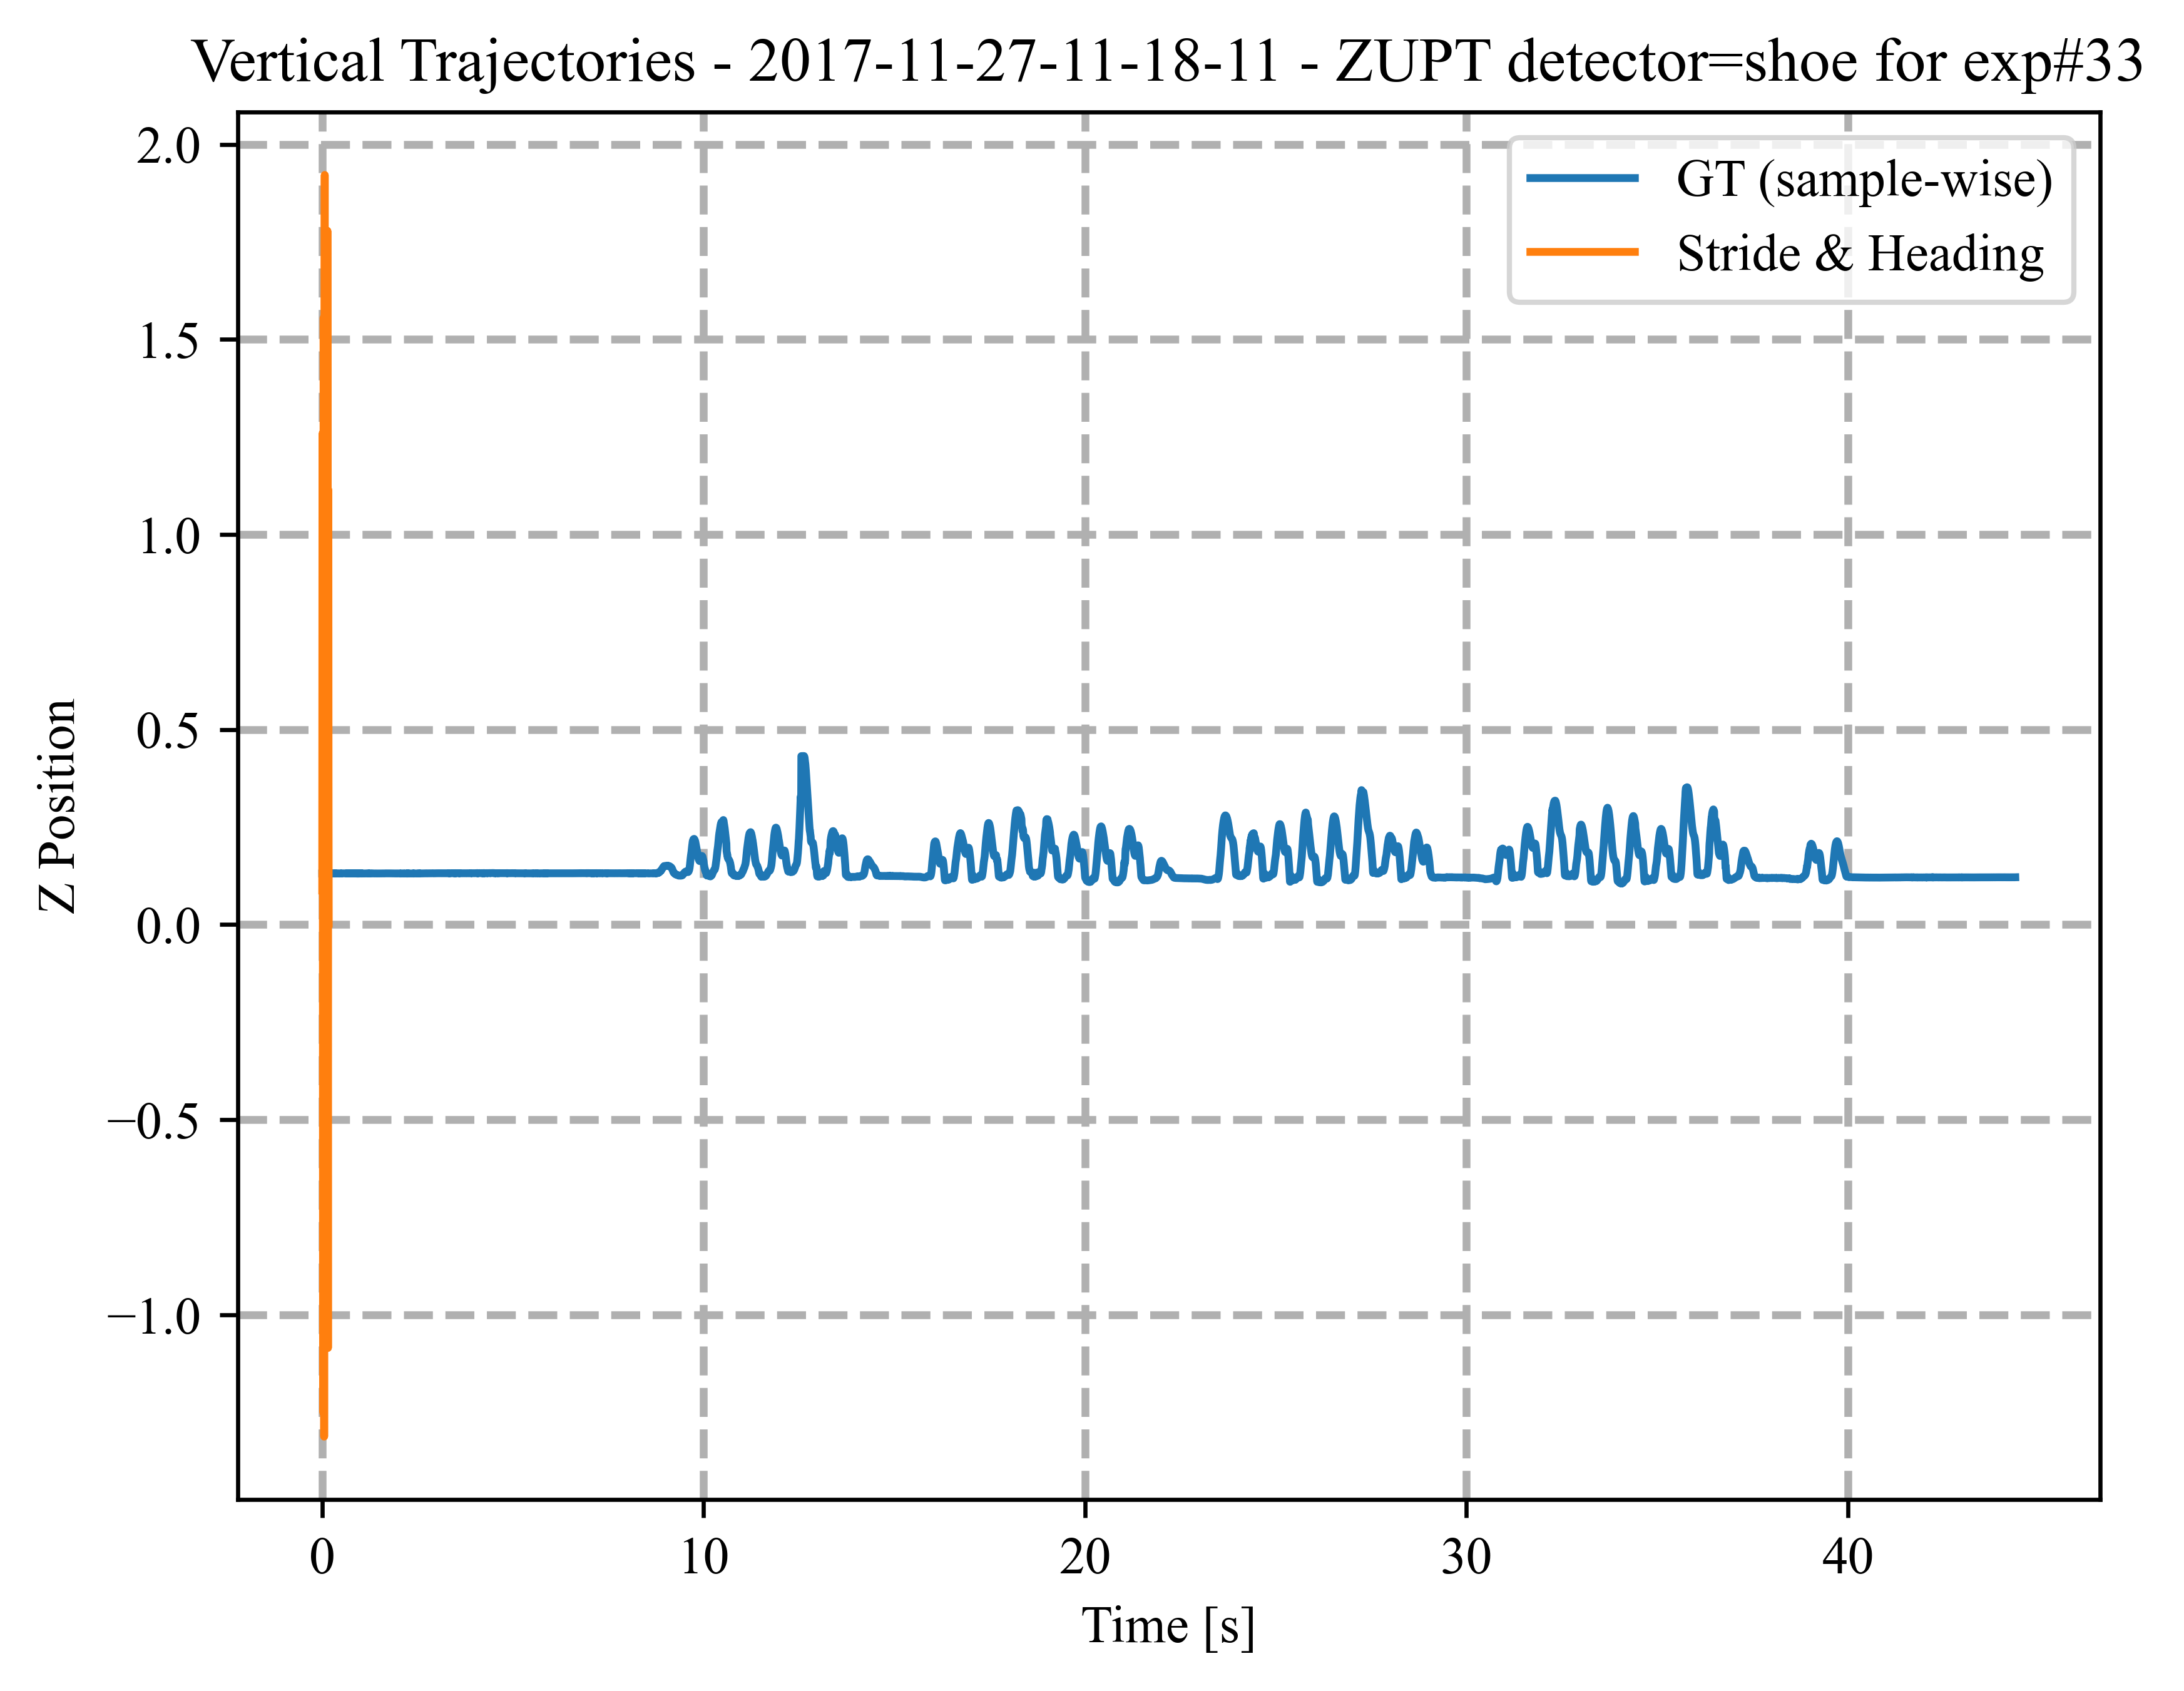 Vertical Trajectories - 2017-11-27-11-18-11 - ZUPT detector=shoe for exp#33
GT (sample-wise)
Stride & Heading
Z Position
2.0
1.5
1.0
0.5
0.0
−0.5
−1.0
0 10 20 30 40
Time [s]